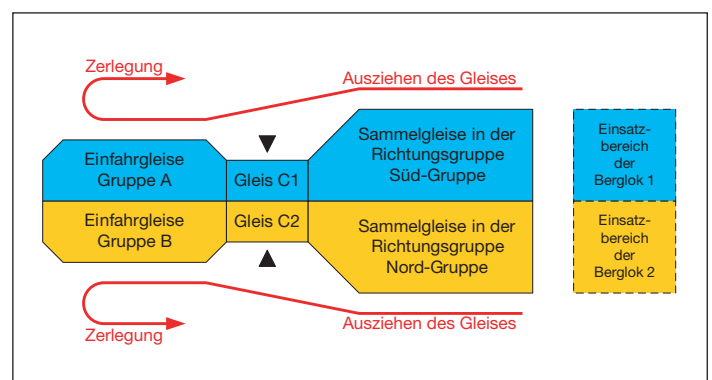 Zerlegung
Ausziehen des Gleises
Einfahrgleise
Gruppe A
Gleis C1
Sammelgleise in der
Richtungsgruppe
Süd-Gruppe
Einsatz-
bereich
der
Berglok 1
Einfahrgleise
Gruppe B
Gleis C2
Sammelgleise in der
Richtungsgruppe
Nord-Gruppe
Einsatz-
bereich
der
Berglok 2
Zerlegung
Ausziehen des Gleises